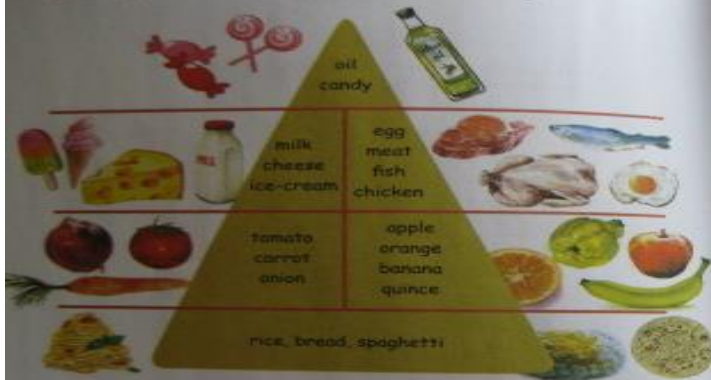 oil
candy
milk
cheese
ice-cream
egg
meat
fish
chicken
tomato
carrot
onion
apple
orange
banana
quince
rice, bread, spaghetti